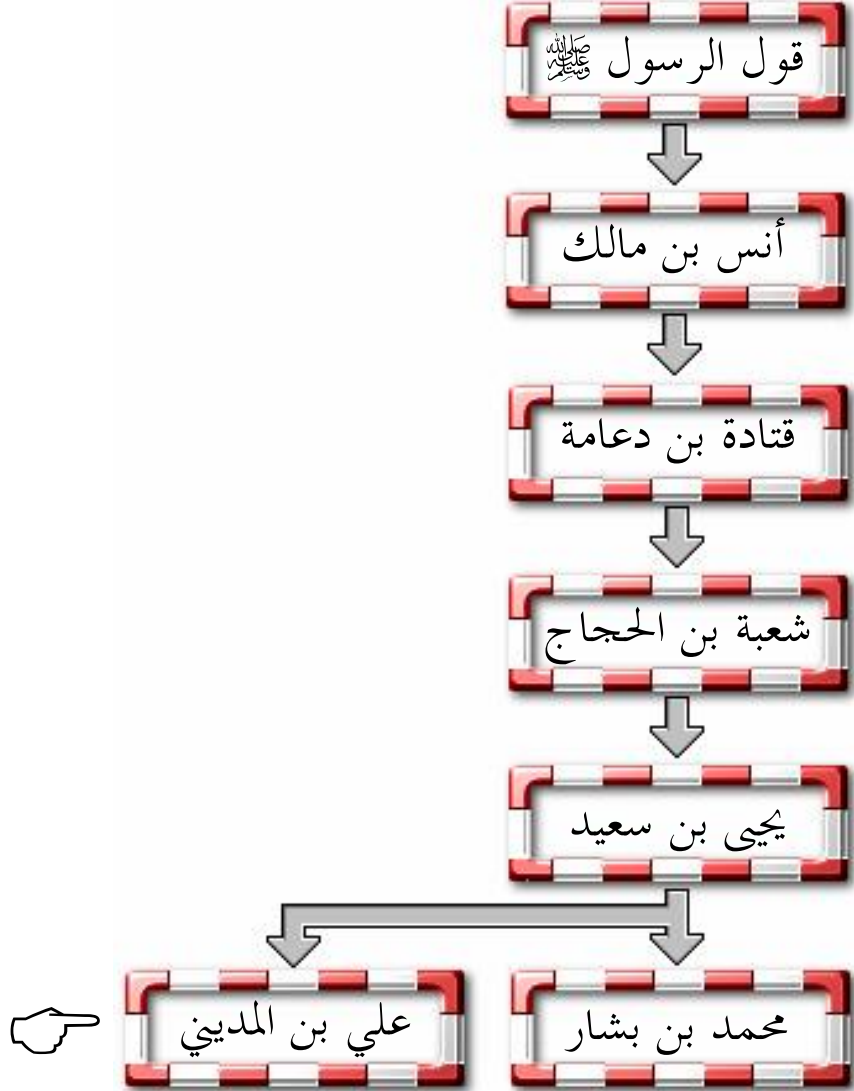 قول الرسول ﷺ
أنس بن مالك
قتادة بن دعامة
شعبة بن الحجاج
يحيى بن سعيد
محمد بن بشار
علي بن المديني